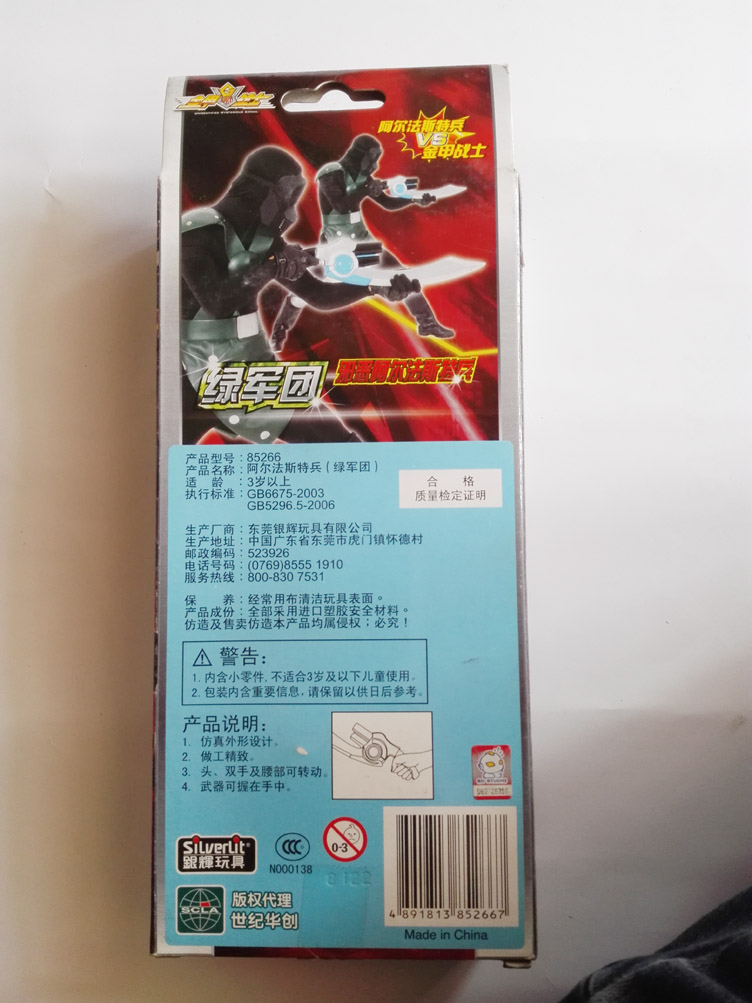 阿尔法斯特兵
VS
金甲战士
绿军团
邪恶阿尔法斯特兵
产品型号：85266
产品名称：阿尔法斯特兵（绿军团）
适 龄：3岁以上
执行标准：GB6675-2003
GB5296.5-2006
合 格
质量检定证明
生产厂商：东莞银辉玩具有限公司
生产地址：中国广东省东莞市虎门镇怀德村
邮政编码：523926
电话号码：(0769)8555 1910
服务热线：800-830 7531
保 养：经常用布清洁玩具表面。
产品成份：全部采用进口塑胶安全材料。
仿造及售卖仿造本产品均属侵权；必究！
警告：
1. 内含小零件，不适合3岁及以下儿童使用。
2. 包装内含重要信息，请保留以供日后参考。
产品说明：
1. 仿真外形设计。
2. 做工精致。
3. 头、双手及腰部可转动。
4. 武器可握在手中。
Silverlit®
銀輝玩具
CCC
N000138
0-3
8122
SCLA
版权代理
世纪华创
4 891813 852667
Made in China